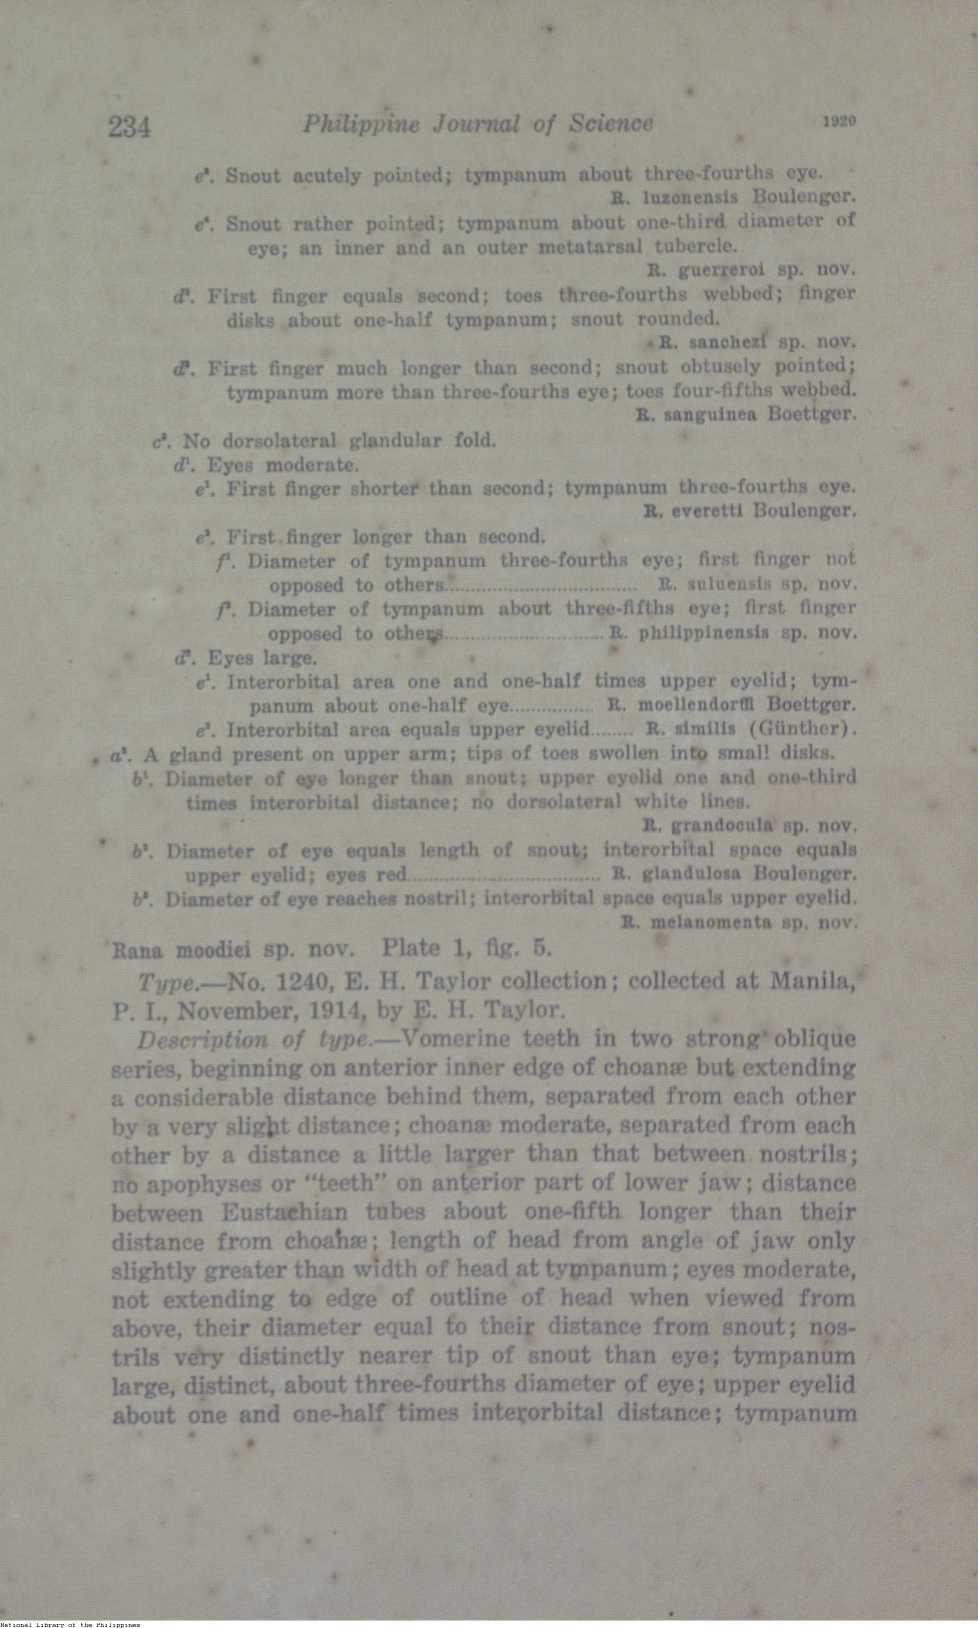 234 Philippine Journal of Science 1920
e³. Snout acutely pointed; tympanum about three-fourths eye.
R. luzonensis Boulenger.
e⁴. Snout rather pointed; tympanum about one-third diameter of
eye; an inner and an outer metatarsal tubercle.
R. guerreroi sp. nov.
d². First finger equals second; toes three-fourths webbed; finger
disks about one-half tympanum; snout rounded.
R. sanchezi sp. nov.
d³. First finger much longer than second; snout obtusely pointed;
tympanum more than three-fourths eye; toes four-fifths webbed.
R. sanguinea Boettger.
c². No dorsolateral glandular fold.
d¹. Eyes moderate.
e¹. First finger shorter than second; tympanum three-fourths eye.
R. everetti Boulenger.
e². First finger longer than second.
f¹. Diameter of tympanum three-fourths eye; first finger not
opposed to others.................................... R. suluensis sp. nov.
f². Diameter of tympanum about three-fifths eye; first finger
opposed to others.............................. R. philippinensis sp. nov.
d². Eyes large.
e¹. Interorbital area one and one-half times upper eyelid; tym-
panum about one-half eye................ R. moellendorffi Boettger.
e². Interorbital area equals upper eyelid........ R. similis (Günther).
a². A gland present on upper arm; tips of toes swollen into small disks.
b¹. Diameter of eye longer than snout; upper eyelid one and one-third
times interorbital distance; no dorsolateral white lines.
R. grandocula sp. nov.
b². Diameter of eye equals length of snout; interorbital space equals
upper eyelid; eyes red.................................... R. glandulosa Boulenger.
b³. Diameter of eye reaches nostril; interorbital space equals upper eyelid.
R. melanomenta sp. nov.
Rana moodiei sp. nov. Plate 1, fig. 5.
Type.—No. 1240, E. H. Taylor collection; collected at Manila,
P. I., November, 1914, by E. H. Taylor.
Description of type.—Vomerine teeth in two strong oblique
series, beginning on anterior inner edge of choanæ but extending
a considerable distance behind them, separated from each other
by a very slight distance; choanæ moderate, separated from each
other by a distance a little larger than that between nostrils;
no apophyses or "teeth" on anterior part of lower jaw; distance
between Eustachian tubes about one-fifth longer than their
distance from choanæ; length of head from angle of jaw only
slightly greater than width of head at tympanum; eyes moderate,
not extending to edge of outline of head when viewed from
above, their diameter equal to their distance from snout; nos-
trils very distinctly nearer tip of snout than eye; tympanum
large, distinct, about three-fourths diameter of eye; upper eyelid
about one and one-half times interorbital distance; tympanum
National Library of the Philippines